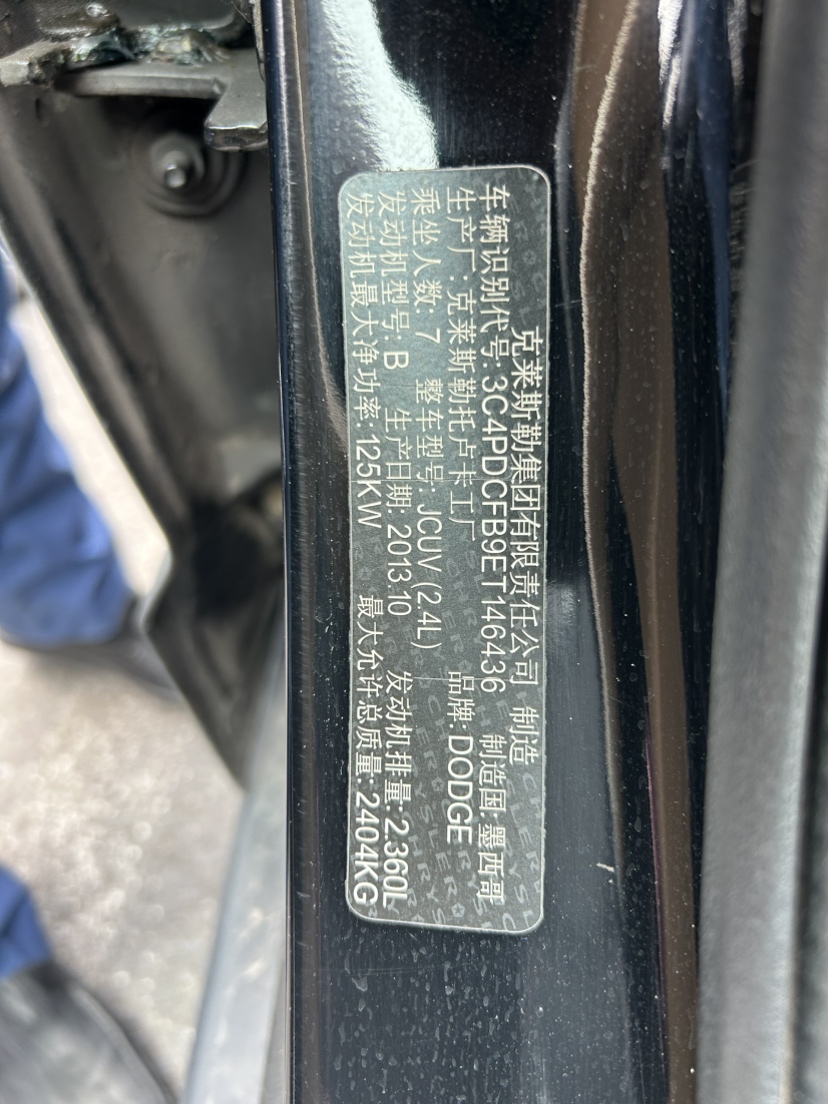 克莱斯勒集团有限责任公司 制造
车辆识别代号: 3C4PDCFB9ET146436 制造国: 墨西哥
生产厂: 克莱斯勒托卢卡工厂 品牌: DODGE
乘坐人数: 7 整车型号: JCUV (2.4L)
发动机型号: B 生产日期: 2013.10 发动机排量: 2.360L
发动机最大净功率: 125KW 最大允许总质量: 2404KG
CHRYSLER